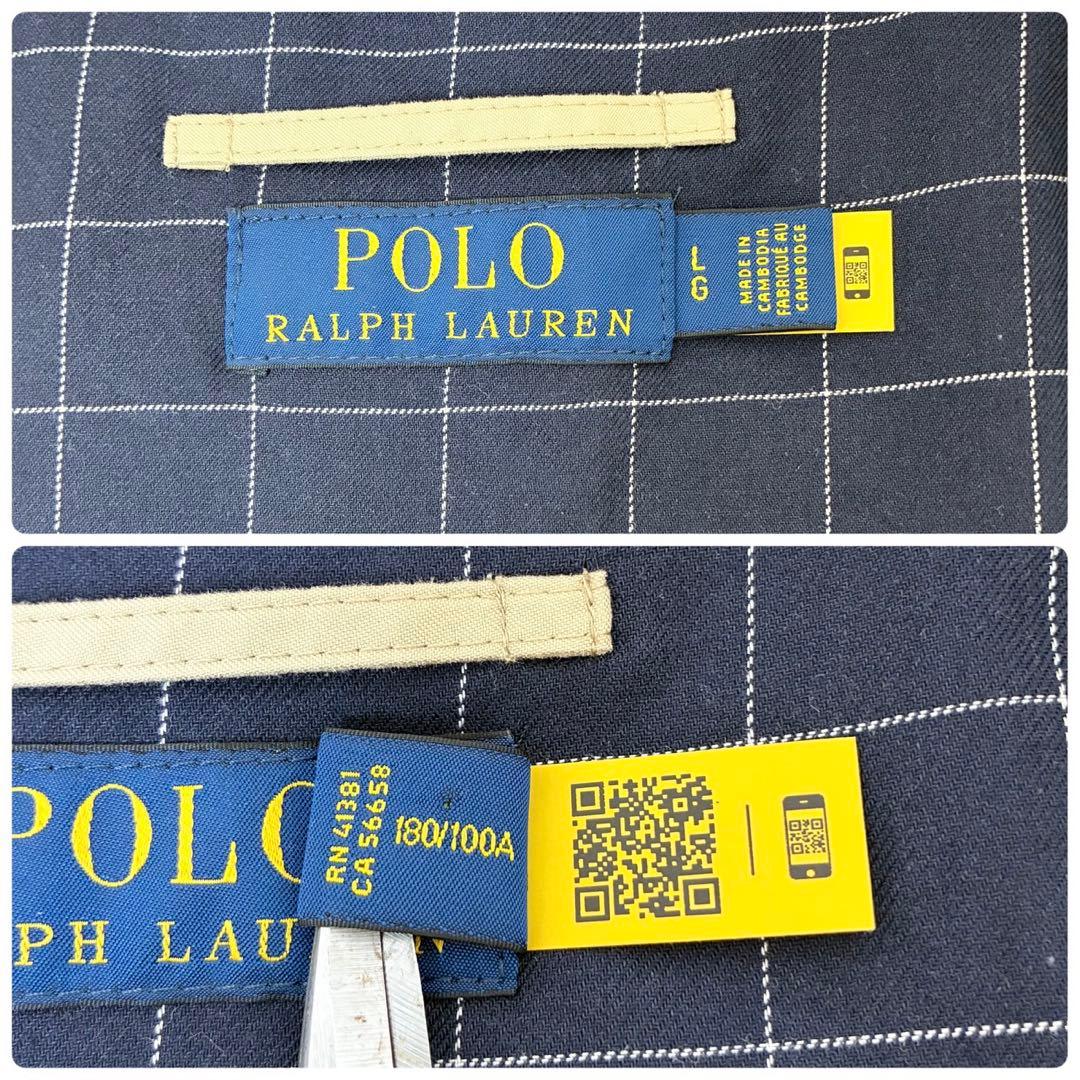 POLO
RALPH LAUREN
L
G
MADE IN
CAMBODIA
FABRIQUÉ AU
CAMBODGE
POLO
PH LAU
N
RN 41381
CA 56658
180/100A